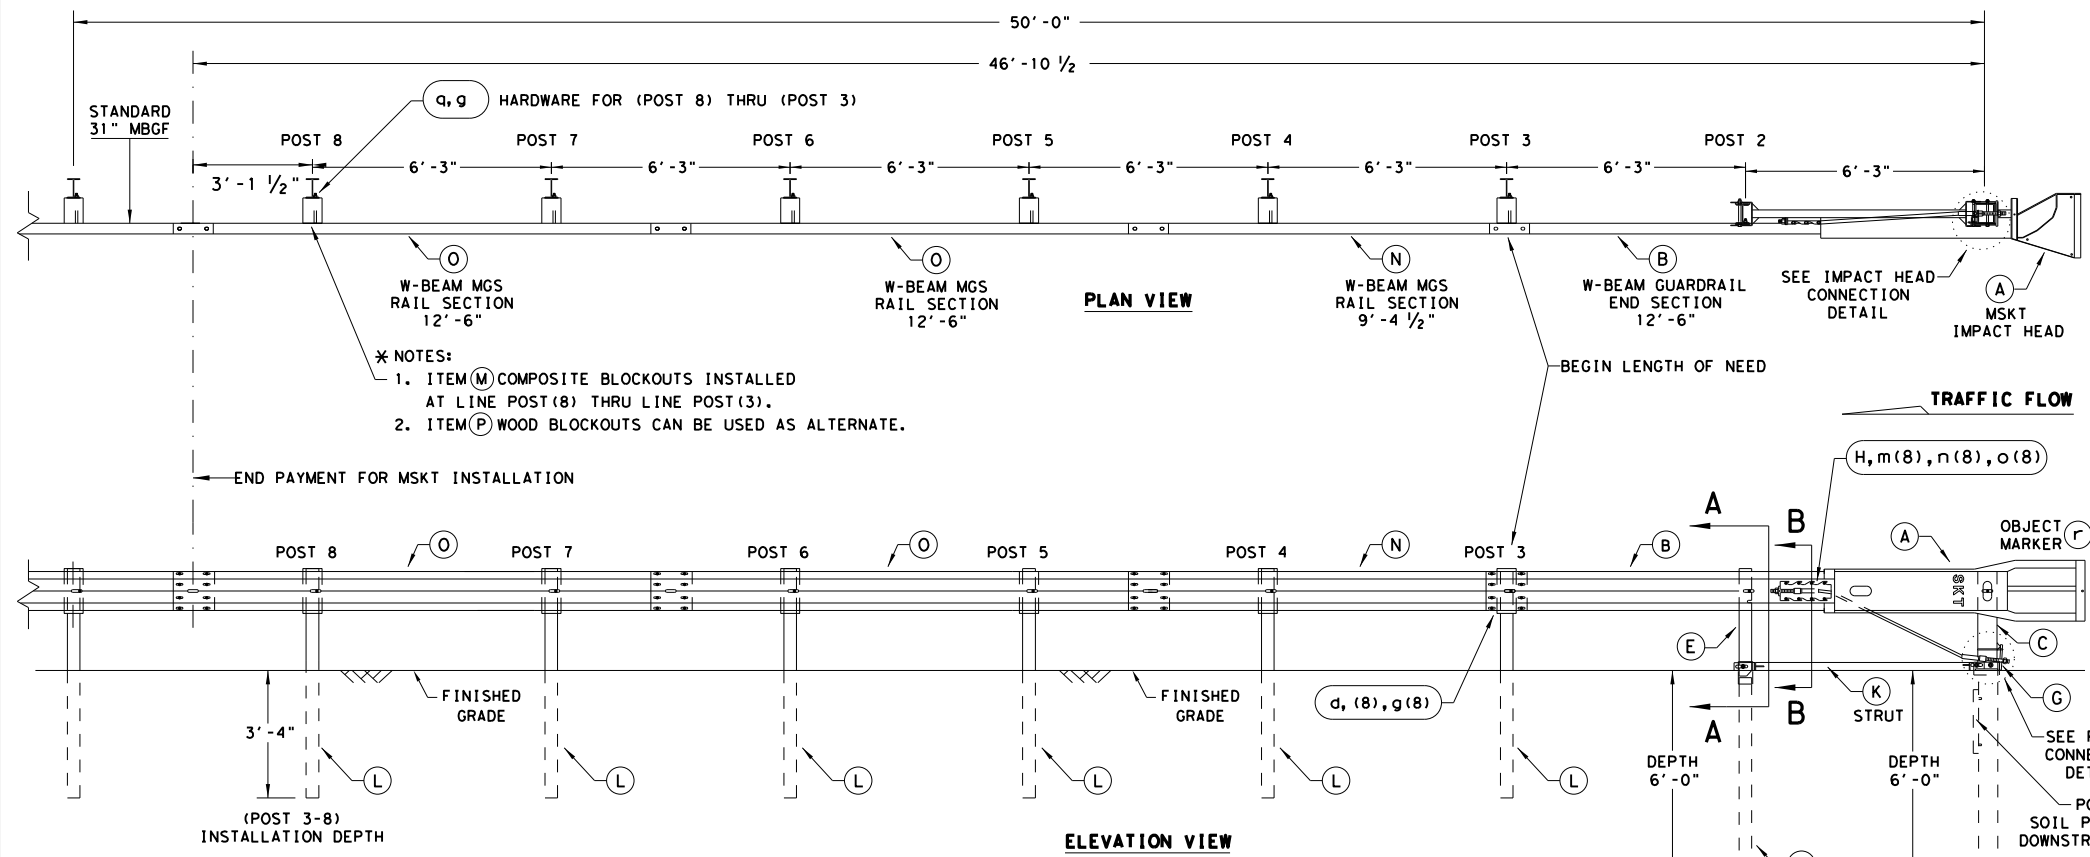 50'-0"
46'-10 ½
STANDARD
31" MBGF
q,g HARDWARE FOR (POST 8) THRU (POST 3)
POST 8 POST 7 POST 6 POST 5 POST 4 POST 3 POST 2
3'-1 ½" 6'-3" 6'-3" 6'-3" 6'-3" 6'-3" 6'-3" 6'-3"
O
W-BEAM MGS
RAIL SECTION
12'-6"
O
W-BEAM MGS
RAIL SECTION
12'-6"
PLAN VIEW
N
W-BEAM MGS
RAIL SECTION
9'-4 ½"
B
W-BEAM GUARDRAIL
END SECTION
12'-6"
SEE IMPACT HEAD
CONNECTION
DETAIL
A
MSKT
IMPACT HEAD
* NOTES:
1. ITEM M COMPOSITE BLOCKOUTS INSTALLED
AT LINE POST(8) THRU LINE POST(3).
2. ITEM P WOOD BLOCKOUTS CAN BE USED AS ALTERNATE.
BEGIN LENGTH OF NEED
TRAFFIC FLOW
END PAYMENT FOR MSKT INSTALLATION
H,m(8),n(8),o(8)
A B
A
OBJECT
MARKER r
POST 8 O POST 7 POST 6 O POST 5 POST 4 N POST 3 B
SKT
E
C
FINISHED
GRADE
FINISHED
GRADE
d,(8),g(8)
K
STRUT
G
A B
3'-4"
L L L L L L
(POST 3-8)
INSTALLATION DEPTH
DEPTH
6'-0"
DEPTH
6'-0"
SEE
CONNE
DET
PO
SOIL P
DOWNSTR
ELEVATION VIEW